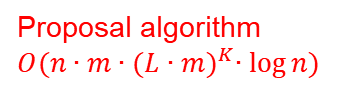 Proposal algorithm
𝑂(𝑛 · 𝑚 · (𝐿 · 𝑚)ᴷ · log 𝑛)